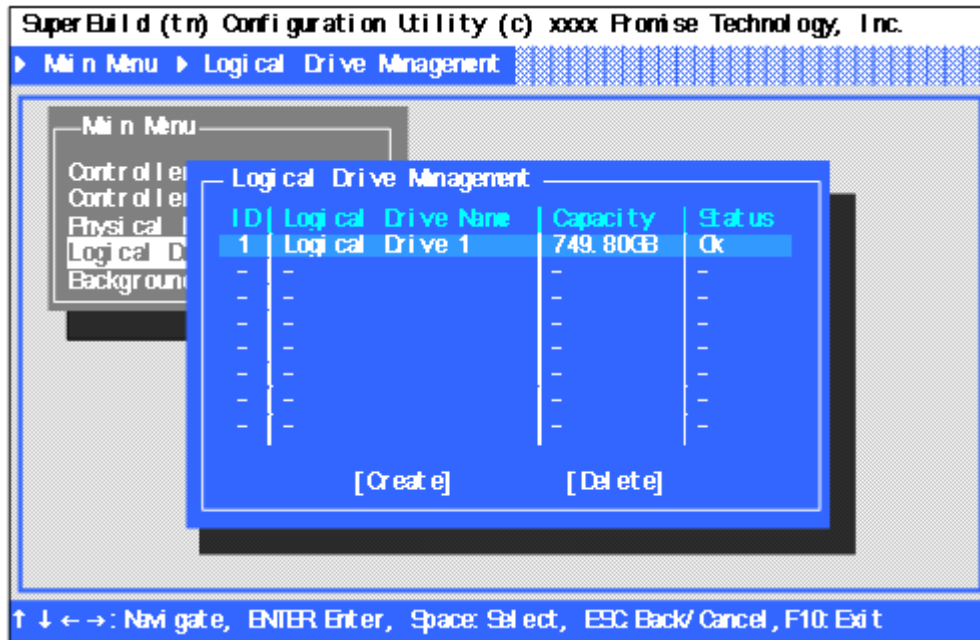 SuperBuild (tm) Configuration Utility (c) xxxx Promise Technology, Inc.
▶ Main Menu ▶ Logical Drive Management
Main Menu
Controller
Controller
Physical
Logical D
Background
Logical Drive Management
ID| Logical Drive Name | Capacity | Status
1 | Logical Drive 1 | 749.80GB | Ok
- | - | - | -
- | - | - | -
- | - | - | -
- | - | - | -
- | - | - | -
- | - | - | -
- | - | - | -
[Create] [Delete]
↑ ↓ ← →: Navigate, ENTER: Enter, Space: Select, ESC: Back/Cancel, F10: Exit